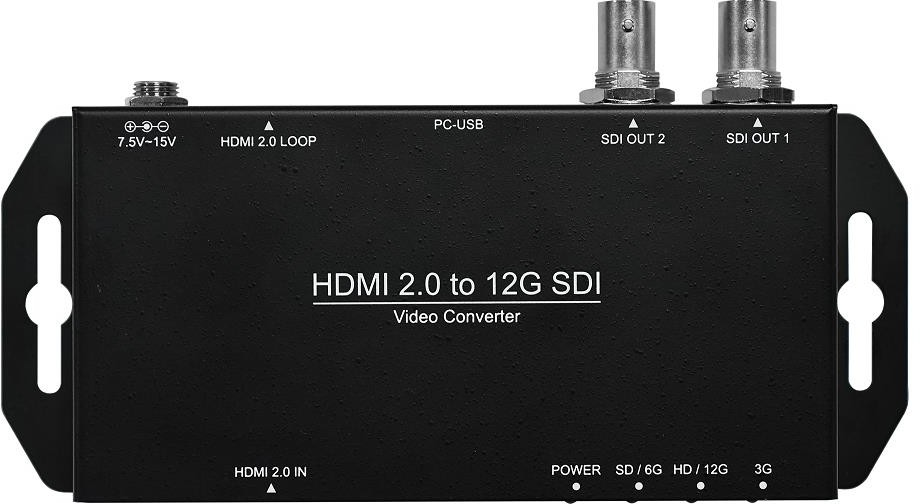 7.5V~15V
HDMI 2.0 LOOP
PC-USB
SDI OUT 2
SDI OUT 1
HDMI 2.0 to 12G SDI
Video Converter
HDMI 2.0 IN
POWER
SD / 6G
HD / 12G
3G